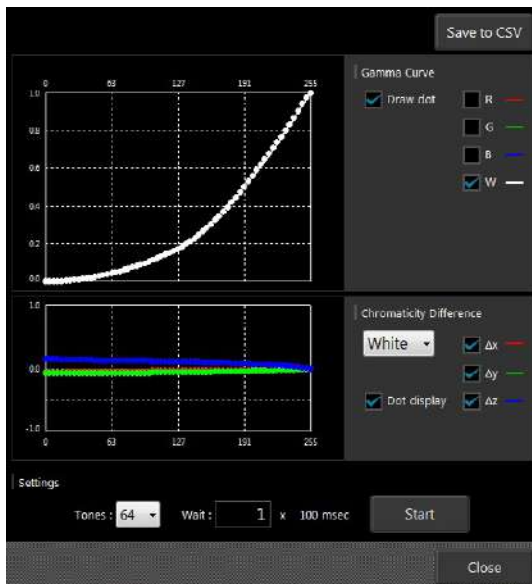 Save to CSV
Gamma Curve
Draw dot
R
G
B
W
0 63 127 191 255
1.0
0.8
0.6
0.4
0.2
0.0
Chromaticity Difference
White
Δx
Δy
Dot display
Δz
1.0
0.0
-1.0
0 63 127 191 255
Settings
Tones : 64 Wait : 1 x 100 msec Start
Close